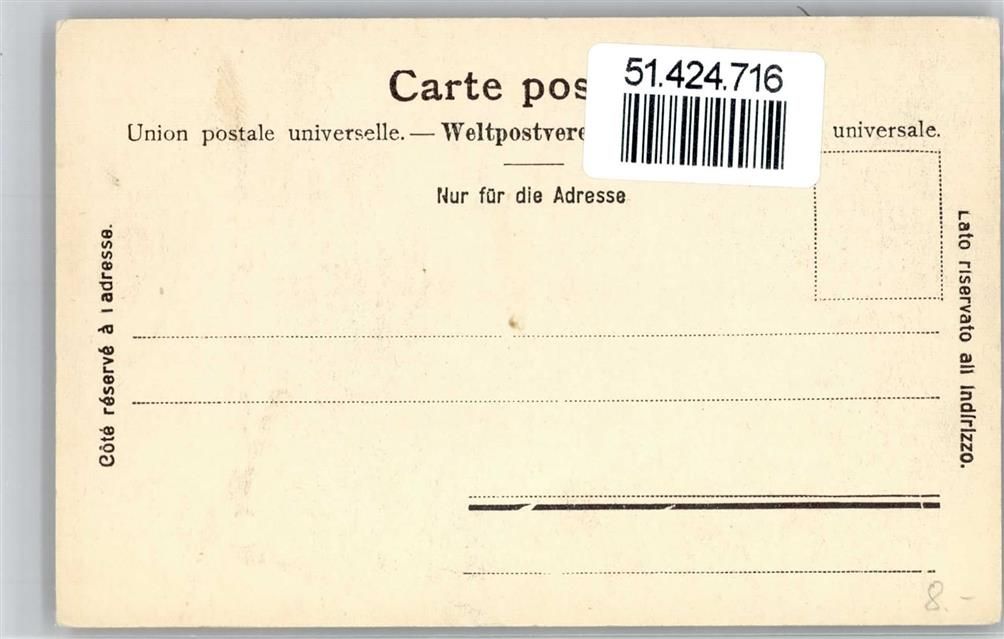 51.424.716
Carte pos
Union postale universelle. — Weltpostvere universale.
Nur für die Adresse
Côté réservé à l adresse.
Lato riservato all indirizzo.
8.-